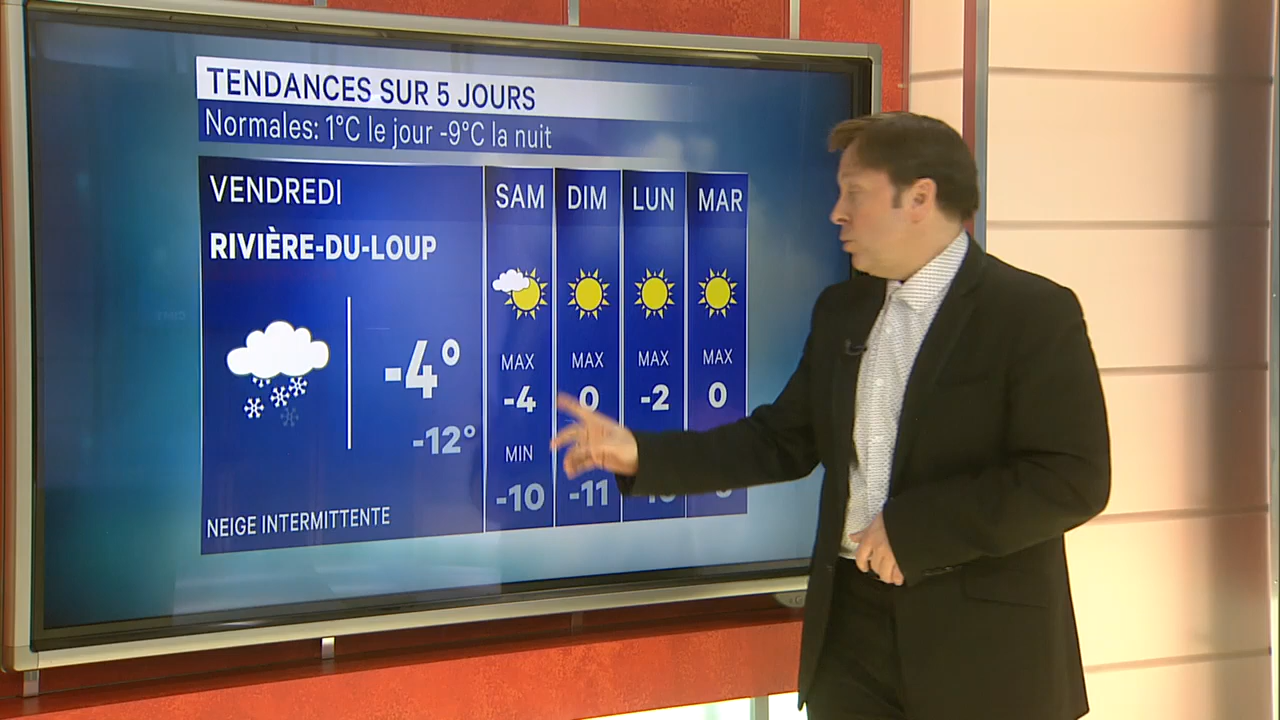 TENDANCES SUR 5 JOURS
Normales: 1°C le jour -9°C la nuit
VENDREDI
RIVIÈRE-DU-LOUP
-4°
-12°
NEIGE INTERMITTENTE
SAM
MAX
-4
MIN
-10
DIM
MAX
0
-11
LUN
MAX
-2
MAR
MAX
0